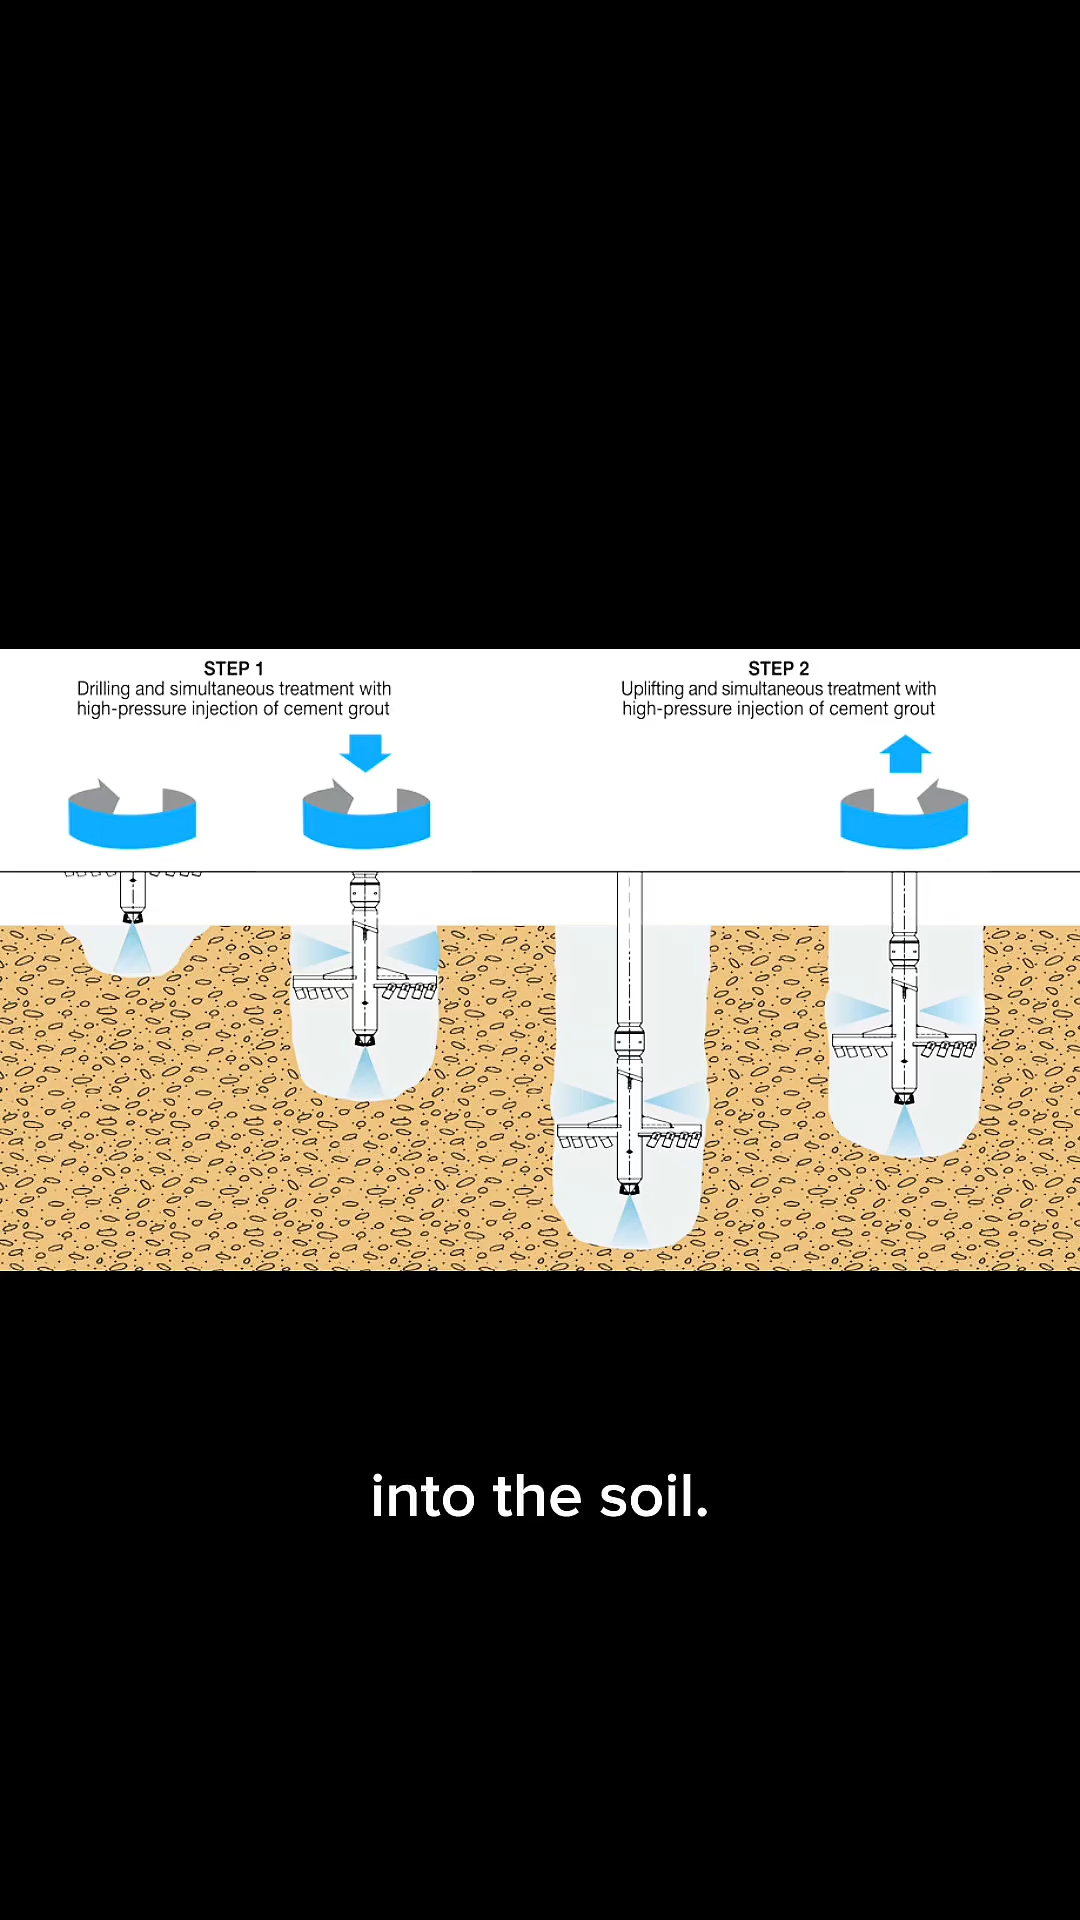 STEP 1
Drilling and simultaneous treatment with
high-pressure injection of cement grout
STEP 2
Uplifting and simultaneous treatment with
high-pressure injection of cement grout
into the soil.